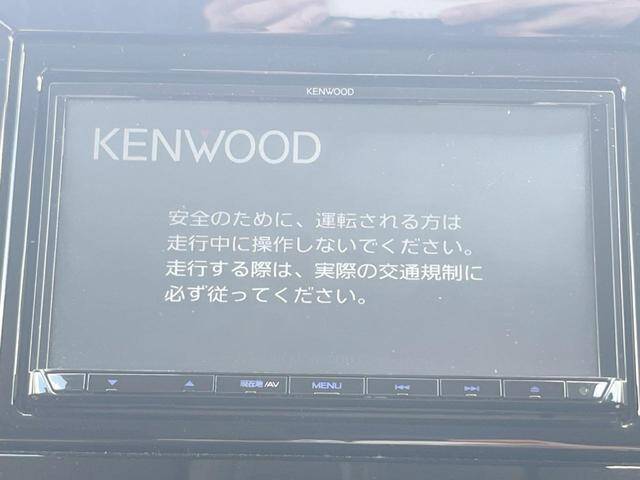 KENWOOD
KENWOOD
安全のために、運転される方は
走行中に操作しないでください。
走行する際は、実際の交通規制に
必ず従ってください。
現在地/AV MENU